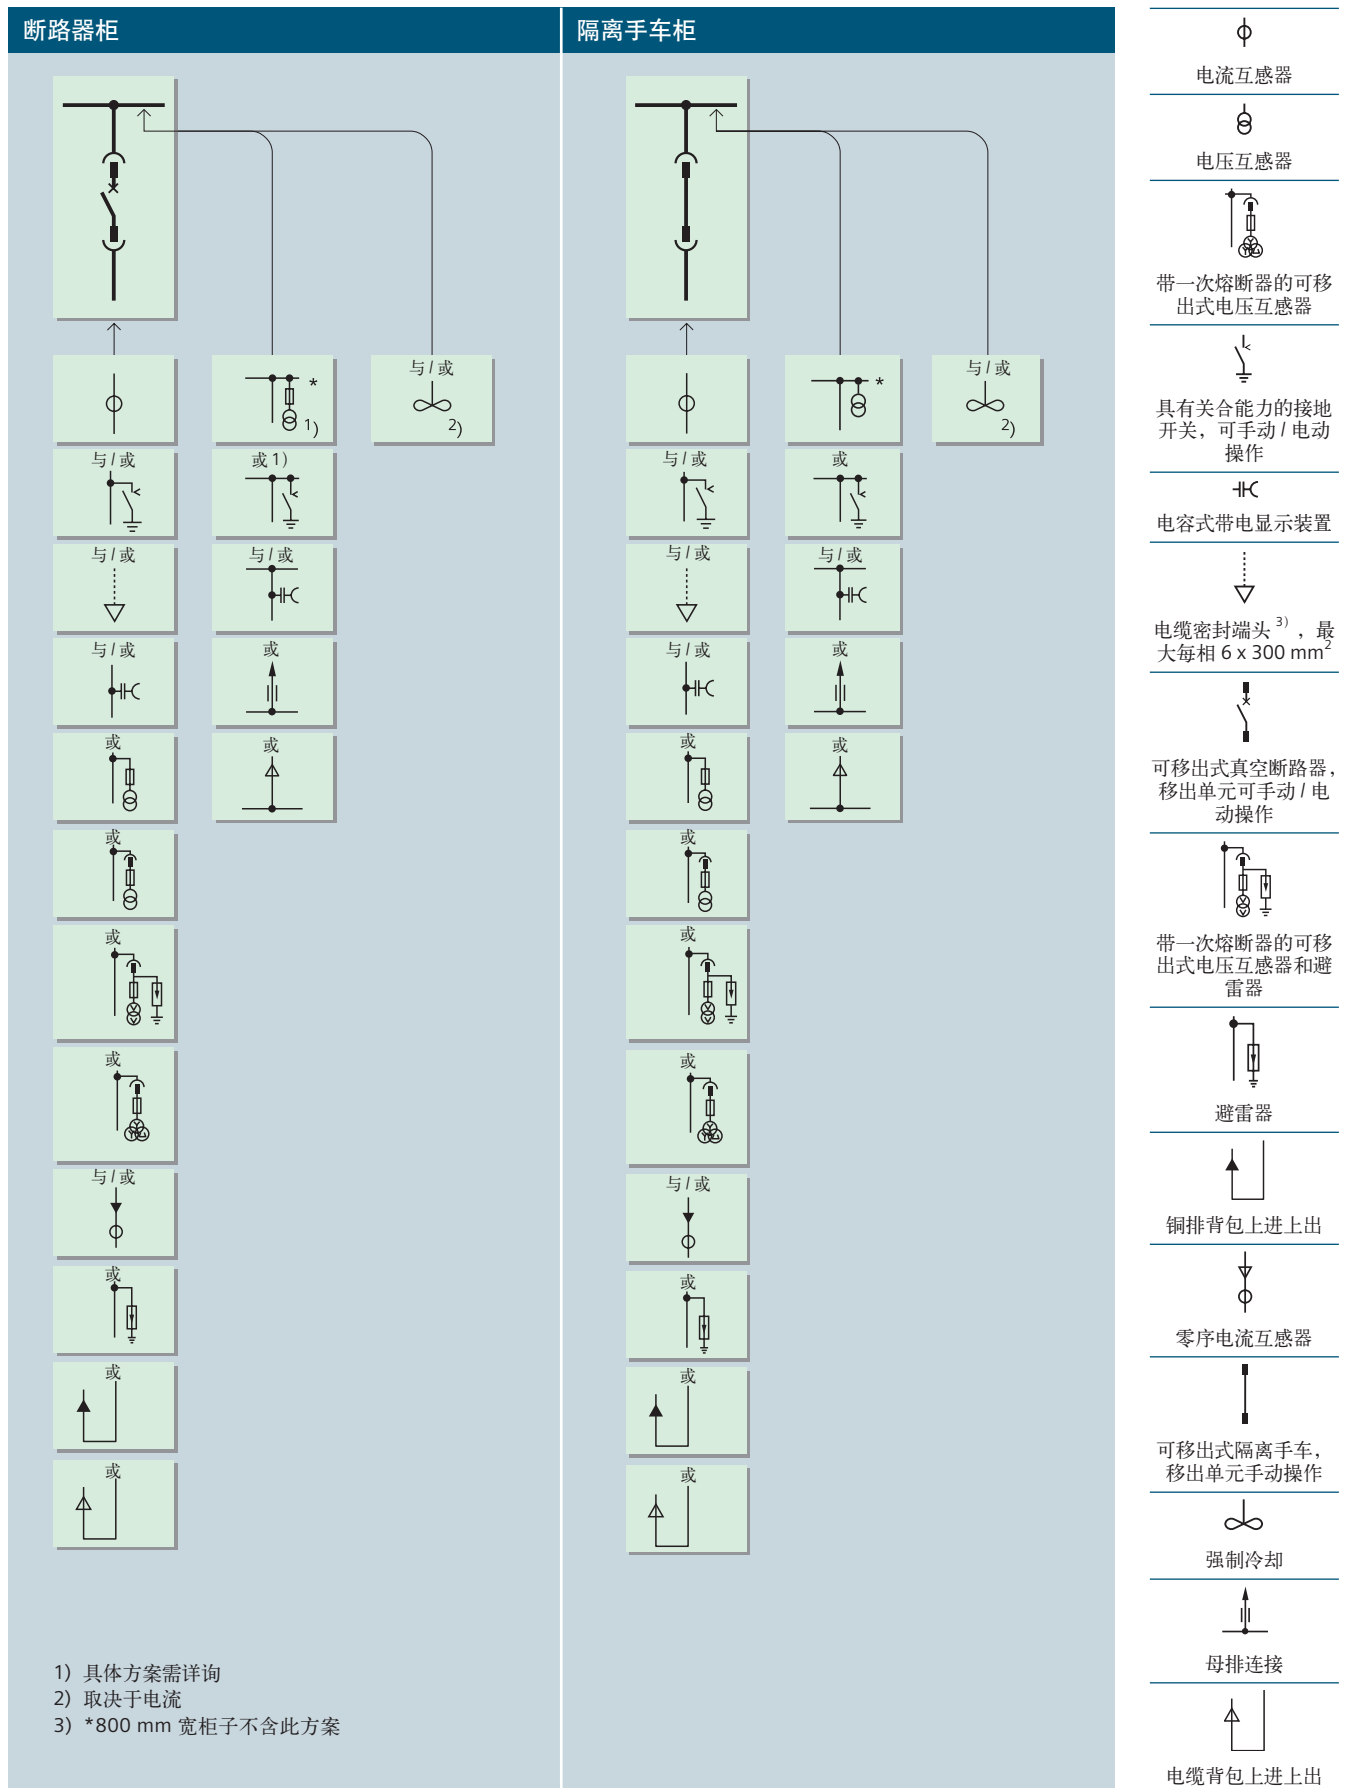 断路器柜
隔离手车柜
*
1)
与 / 或
2)
与 / 或
或 1)
与 / 或
与 / 或
与 / 或
或
或
或
或
或
或
与 / 或
或
或
或
*
与 / 或
2)
与 / 或
或
与 / 或
与 / 或
与 / 或
或
或
或
或
或
或
与 / 或
或
或
或
1) 具体方案需详询
2) 取决于电流
3) *800 mm 宽柜子不含此方案
电流互感器
电压互感器
带一次熔断器的可移
出式电压互感器
具有关合能力的接地
开关，可手动 / 电动
操作
电容式带电显示装置
电缆密封端头 3)，最
大每相 6 x 300 mm2
可移出式真空断路器，
移出单元可手动 / 电
动操作
带一次熔断器的可移
出式电压互感器和避
雷器
避雷器
铜排背包上进上出
零序电流互感器
可移出式隔离手车，
移出单元手动操作
强制冷却
母排连接
电缆背包上进上出